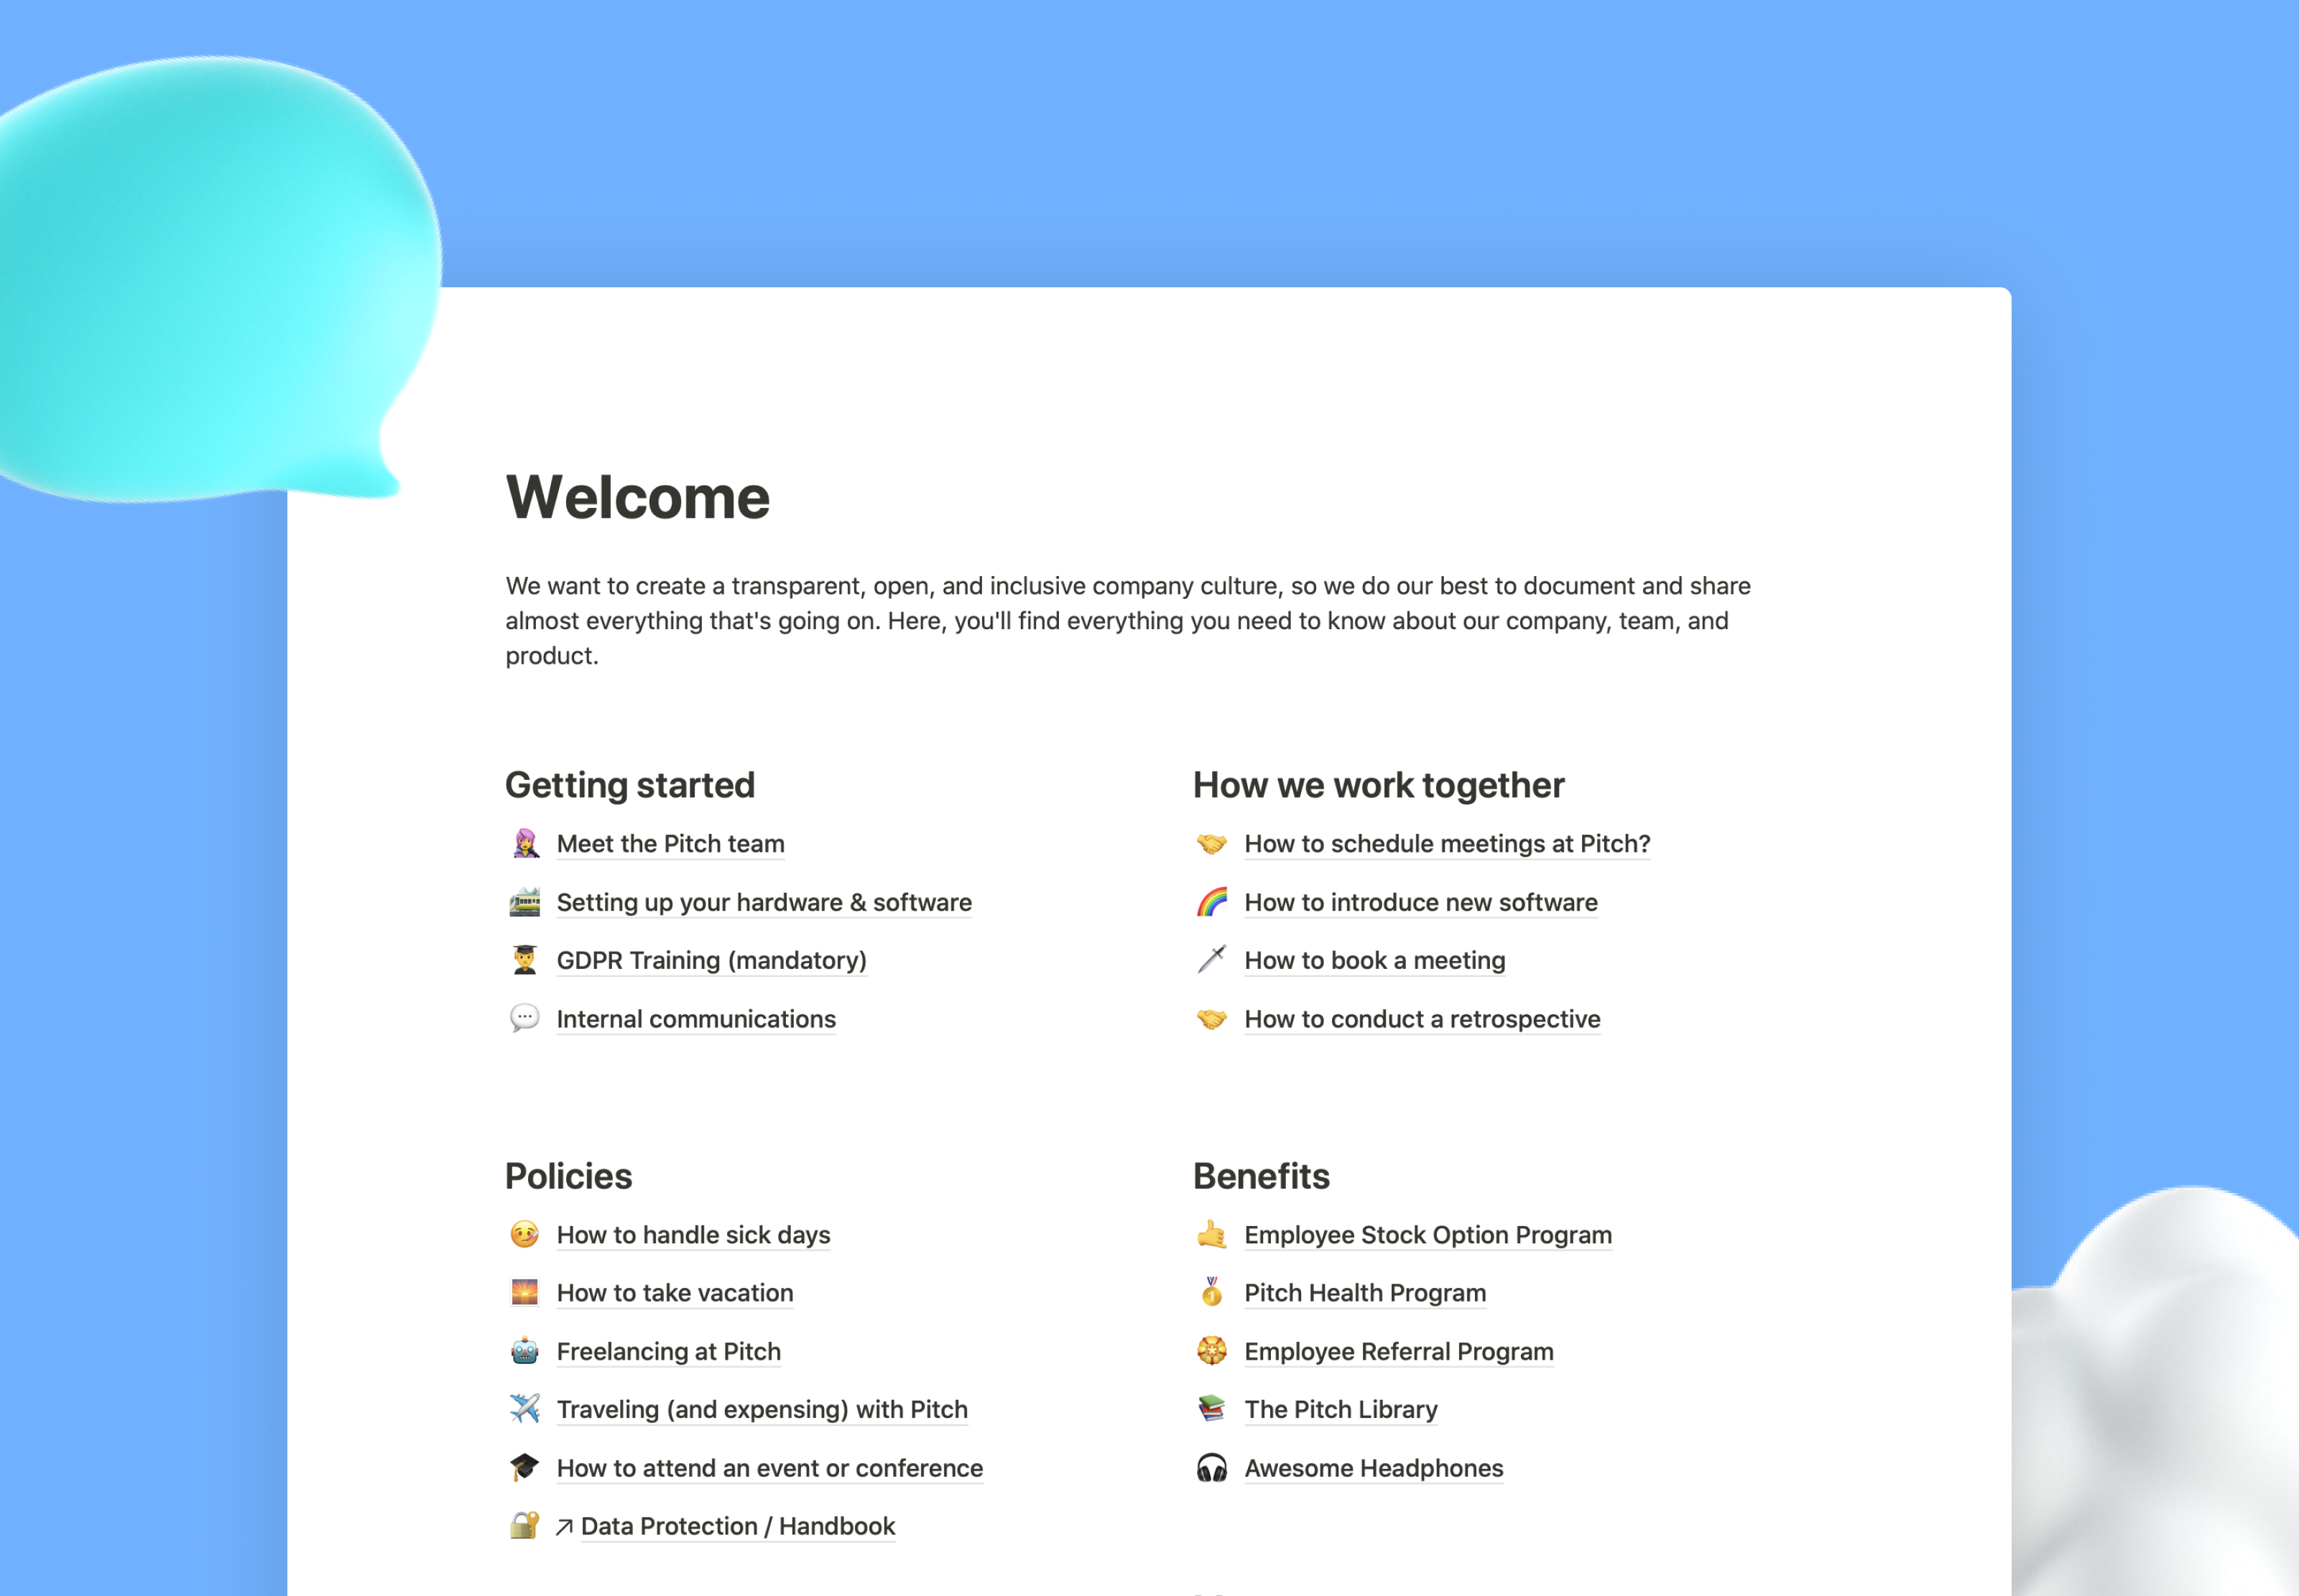 Welcome
We want to create a transparent, open, and inclusive company culture, so we do our best to document and share
almost everything that's going on. Here, you'll find everything you need to know about our company, team, and
product.
Getting started
Meet the Pitch team
Setting up your hardware & software
GDPR Training (mandatory)
Internal communications
How we work together
How to schedule meetings at Pitch?
How to introduce new software
How to book a meeting
How to conduct a retrospective
Policies
How to handle sick days
How to take vacation
Freelancing at Pitch
Traveling (and expensing) with Pitch
How to attend an event or conference
Data Protection / Handbook
Benefits
Employee Stock Option Program
Pitch Health Program
Employee Referral Program
The Pitch Library
Awesome Headphones